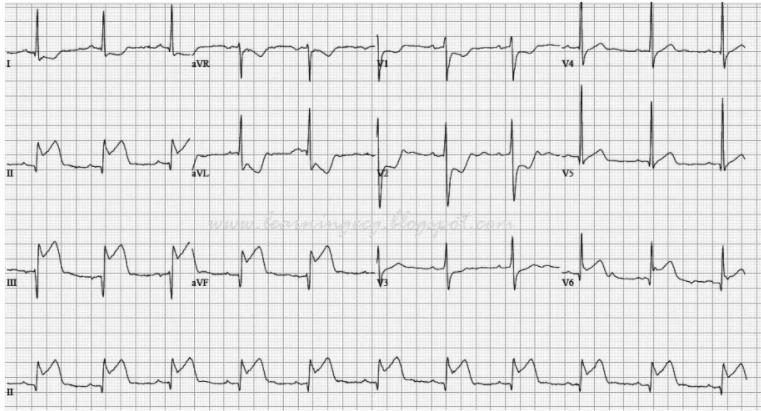 I aVR V1 V4
II aVL V2 V5
www.learningecg.blogspot.com
III aVF V3 V6
II